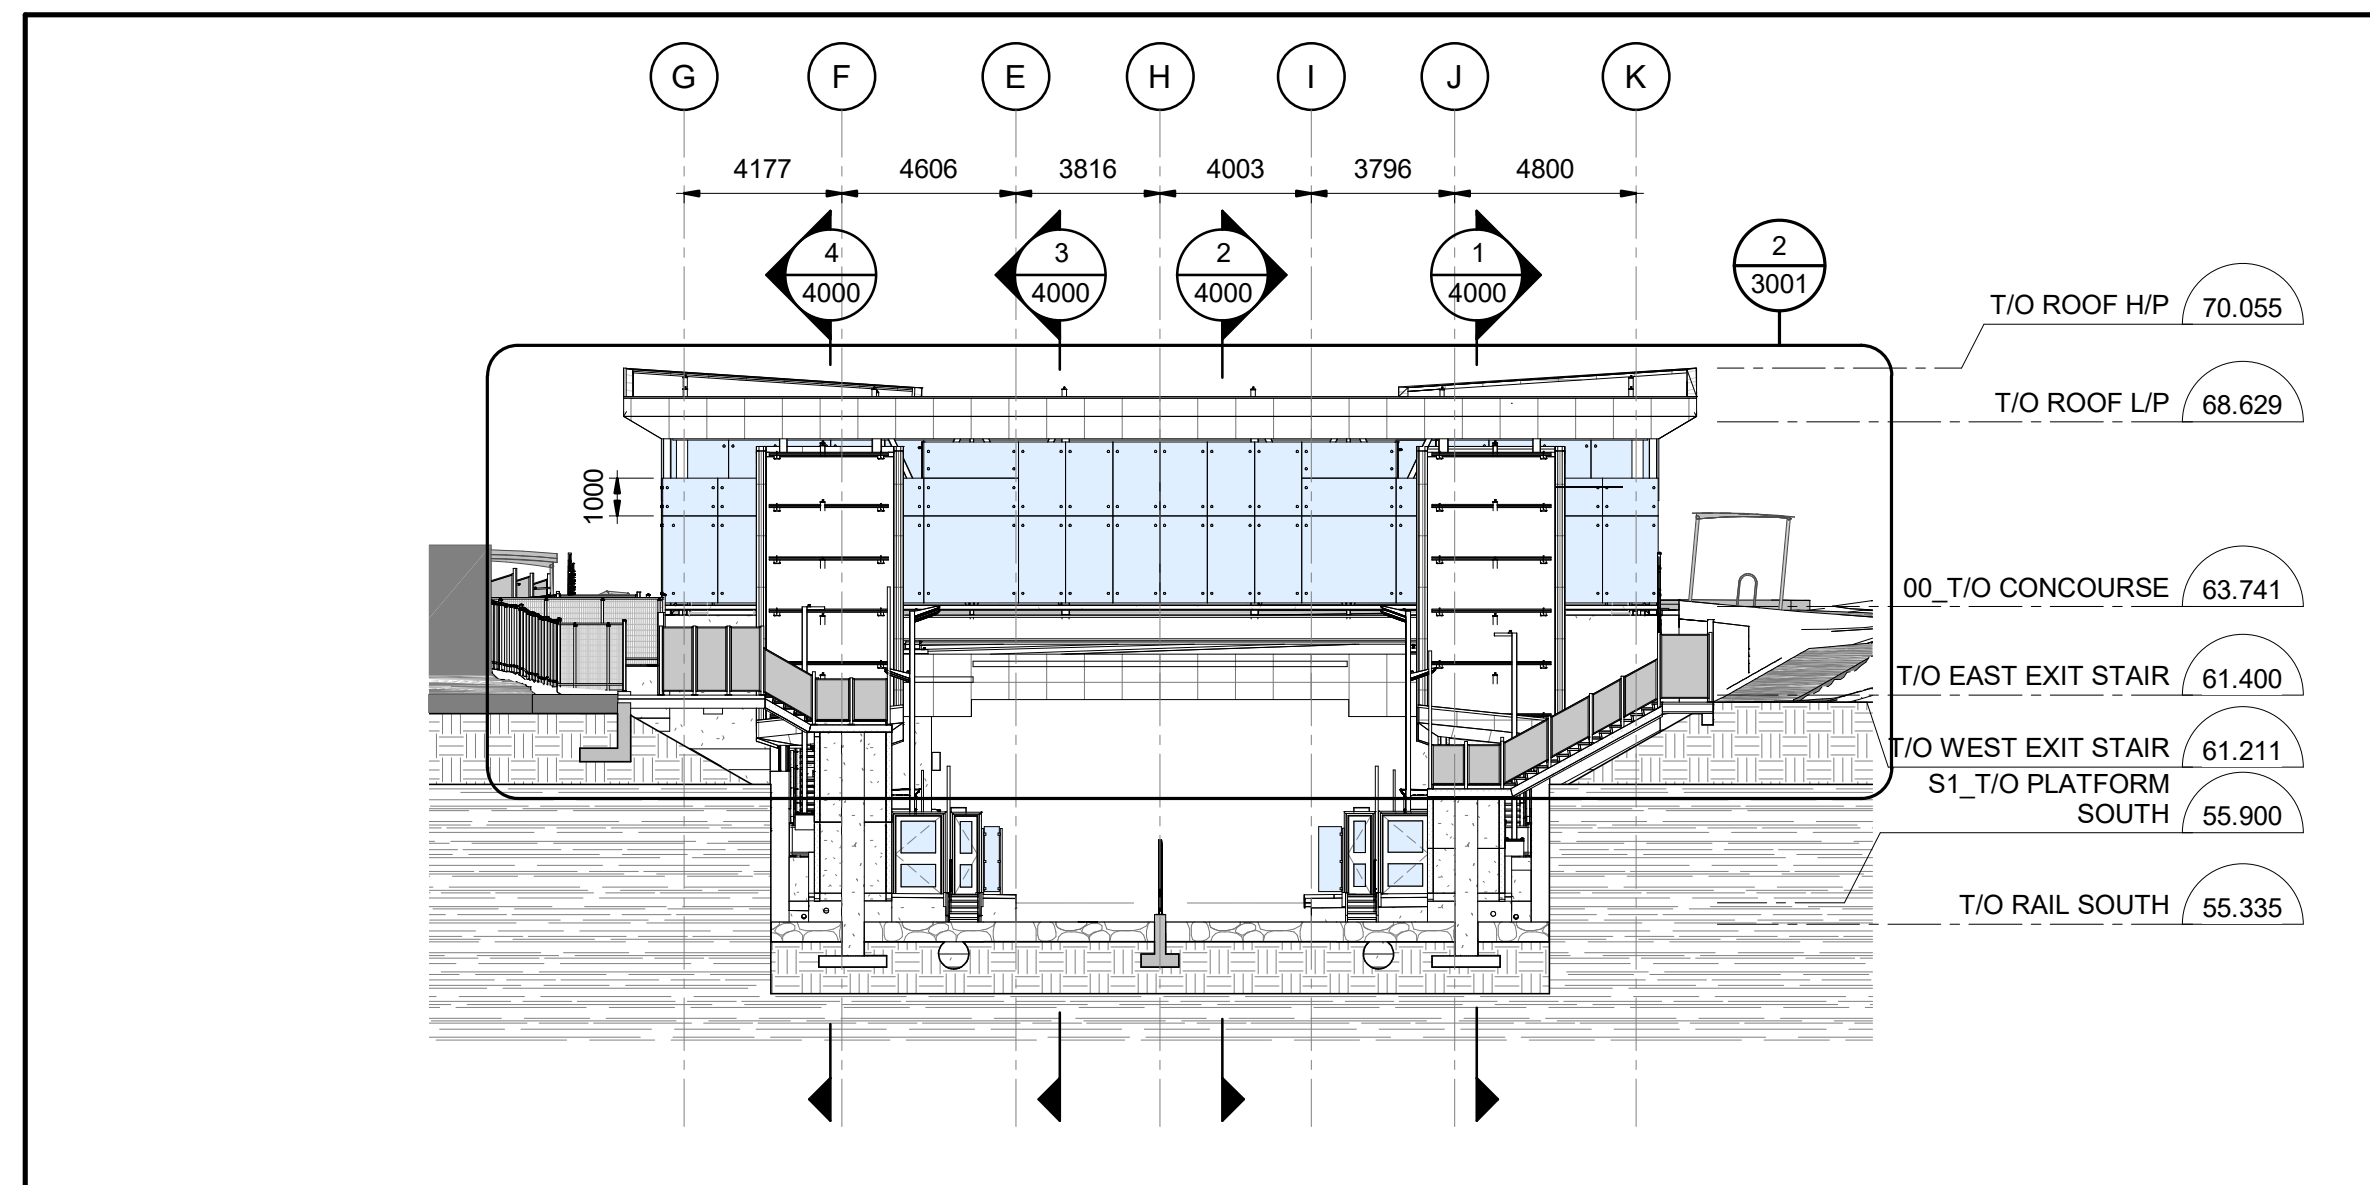 G F E H I J K
4177 4606 3816 4003 3796 4800
4 3 2 1 2
4000 4000 4000 4000 3001
T/O ROOF H/P 70.055
T/O ROOF L/P 68.629
1000
00_T/O CONCOURSE 63.741
T/O EAST EXIT STAIR 61.400
T/O WEST EXIT STAIR 61.211
S1_T/O PLATFORM
SOUTH 55.900
T/O RAIL SOUTH 55.335